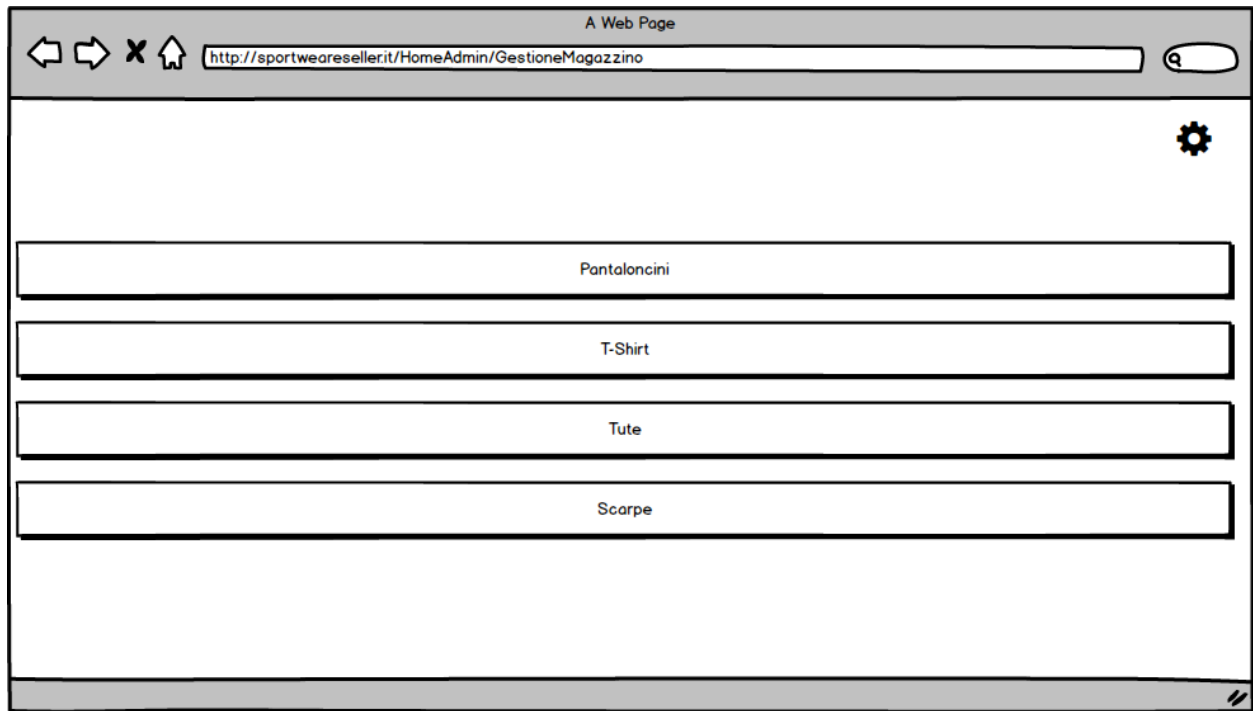 A Web Page
http://sportweareseller.it/HomeAdmin/GestioneMagazzino
Pantaloncini
T-Shirt
Tute
Scarpe